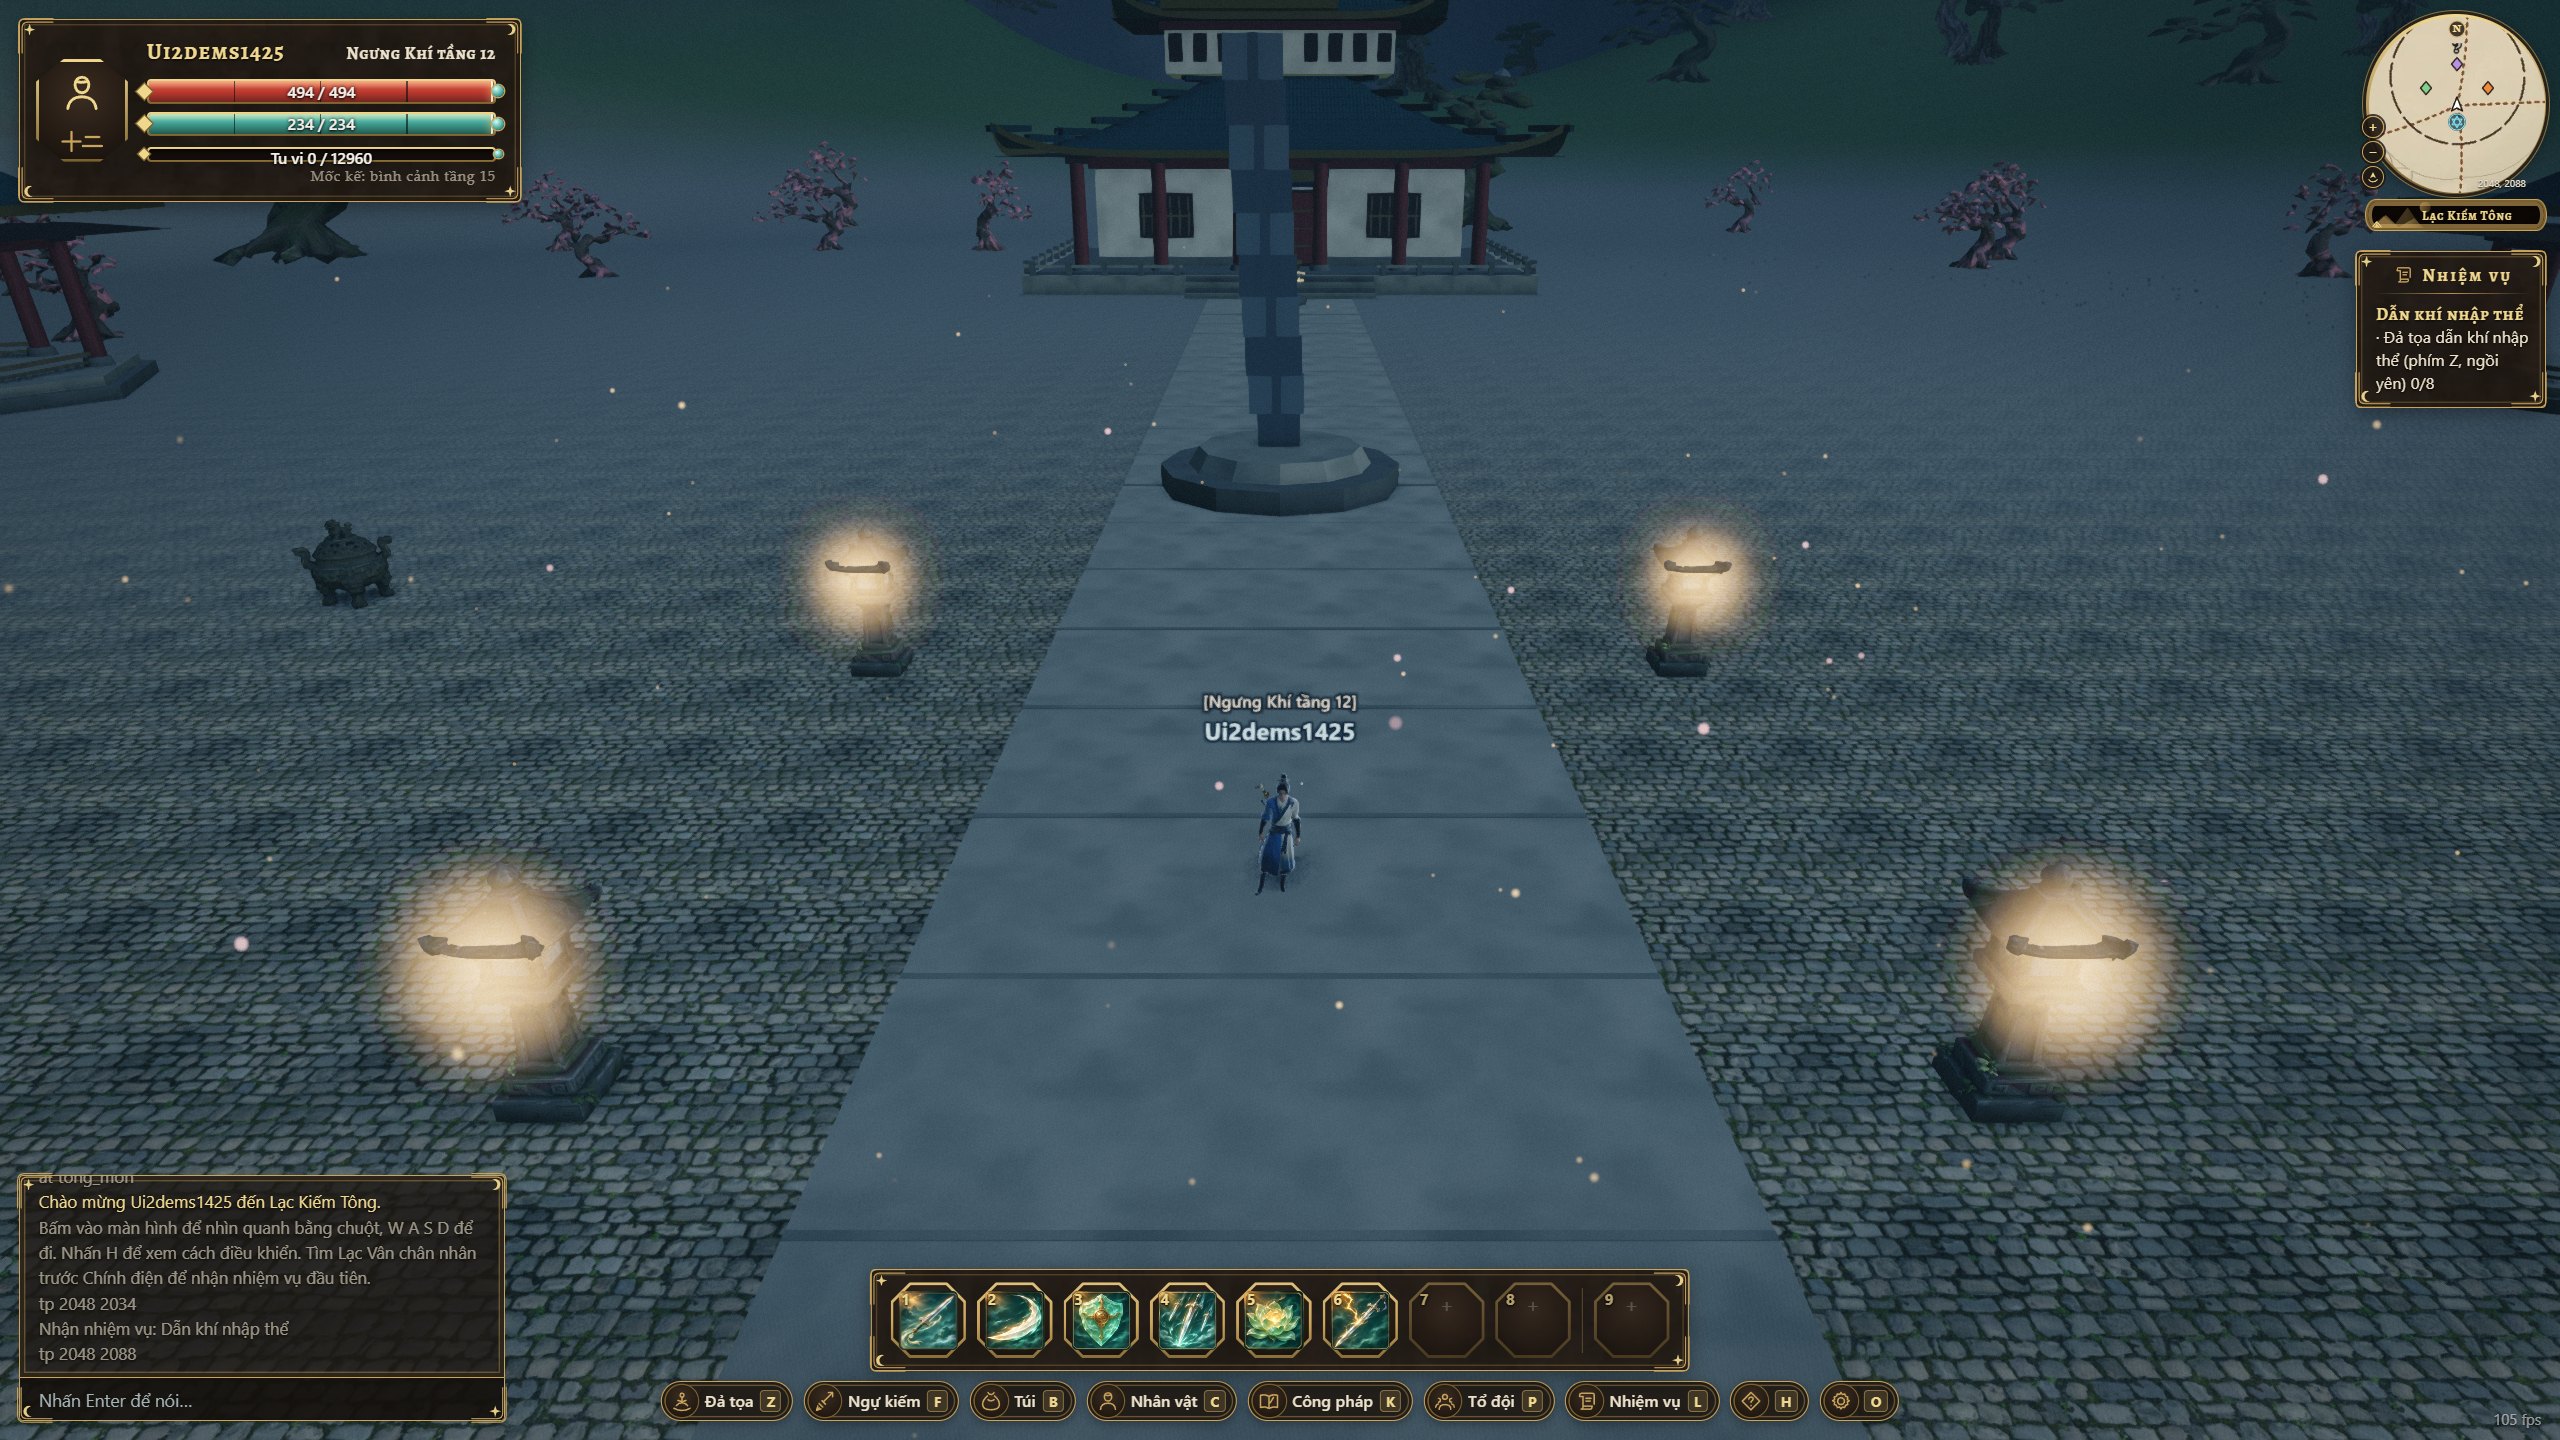 Ui2dems1425
Ngưng Khí tầng 12
494 / 494
234 / 234
Tu vi 0 / 12960
Mốc kế: bình cảnh tầng 15
N
2048, 2088
Lạc Kiếm Tông
Nhiệm vụ
Dẫn khí nhập thể
· Đả tọa dẫn khí nhập
thể (phím Z, ngồi
yên) 0/8
[Ngưng Khí tầng 12]
Ui2dems1425
at tong_mon
Chào mừng Ui2dems1425 đến Lạc Kiếm Tông.
Bấm vào màn hình để nhìn quanh bằng chuột, W A S D để
đi. Nhấn H để xem cách điều khiển. Tìm Lạc Vân chân nhân
trước Chính điện để nhận nhiệm vụ đầu tiên.
tp 2048 2034
Nhận nhiệm vụ: Dẫn khí nhập thể
tp 2048 2088
Nhấn Enter để nói...
1 2 3 4 5 6 7 8 9
Đả tọa Z Ngự kiếm F Túi B Nhân vật C Công pháp K Tổ đội P Nhiệm vụ L H O
105 fps